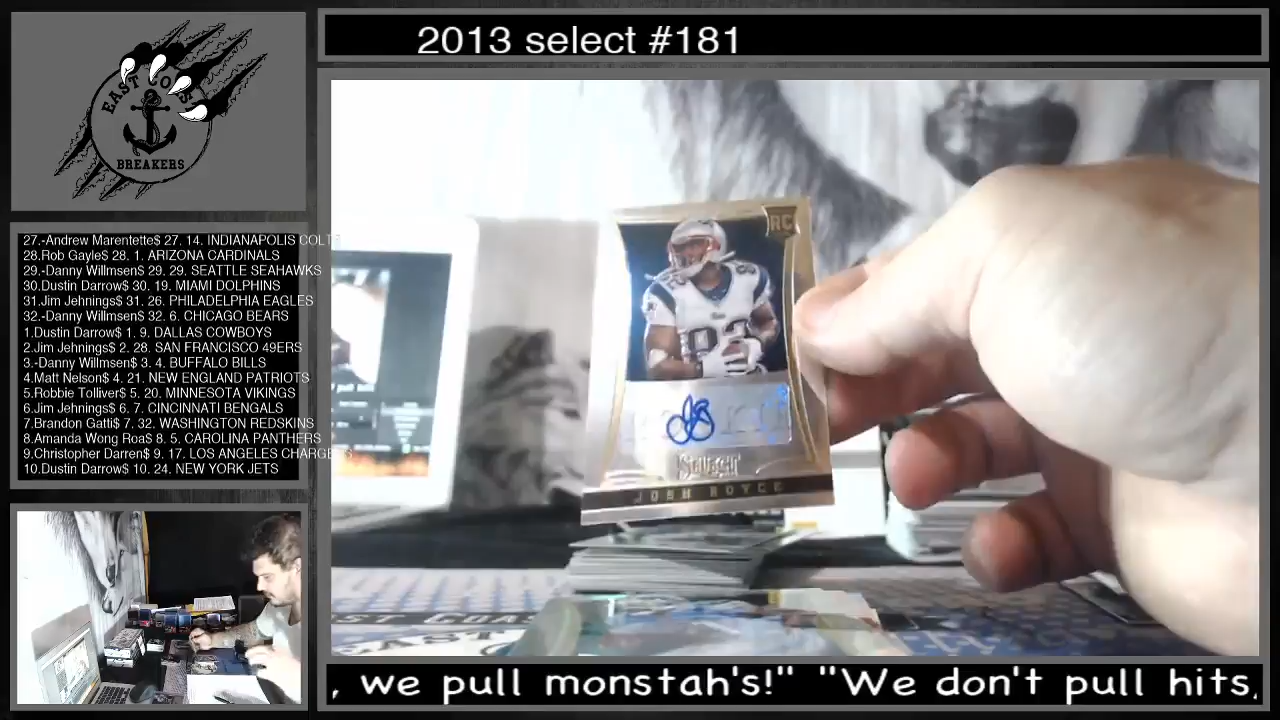 2013 select #181
EAST COAST
BREAKERS
27.-Andrew Marentette$ 27. 14. INDIANAPOLIS COLT
28.Rob Gayle$ 28. 1. ARIZONA CARDINALS
29.-Danny Willmsen$ 29. 29. SEATTLE SEAHAWKS
30.Dustin Darrow$ 30. 19. MIAMI DOLPHINS
31.Jim Jehnings$ 31. 26. PHILADELPHIA EAGLES
32.-Danny Willmsen$ 32. 6. CHICAGO BEARS
1.Dustin Darrow$ 1. 9. DALLAS COWBOYS
2.Jim Jehnings$ 2. 28. SAN FRANCISCO 49ERS
3.-Danny Willmsen$ 3. 4. BUFFALO BILLS
4.Matt Nelson$ 4. 21. NEW ENGLAND PATRIOTS
5.Robbie Tolliver$ 5. 20. MINNESOTA VIKINGS
6.Jim Jehnings$ 6. 7. CINCINNATI BENGALS
7.Brandon Gatti$ 7. 32. WASHINGTON REDSKINS
8.Amanda Wong Roa$ 8. 5. CAROLINA PANTHERS
9.Christopher Darren$ 9. 17. LOS ANGELES CHARGERS
10.Dustin Darrow$ 10. 24. NEW YORK JETS
RC
82
SELECT
JOSH BOYCE
, we pull monstah's!" "We don't pull hits,